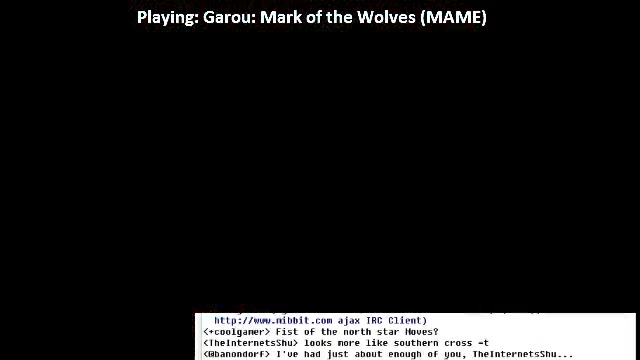 Playing: Garou: Mark of the Wolves (MAME)
http://www.mibbit.com ajax IRC Client)
<+coolgamer> Fist of the north star Moves?
<TheInternetsShu> looks more like southern cross -t
<@banondorf> I've had just about enough of you, TheInternetsShu...